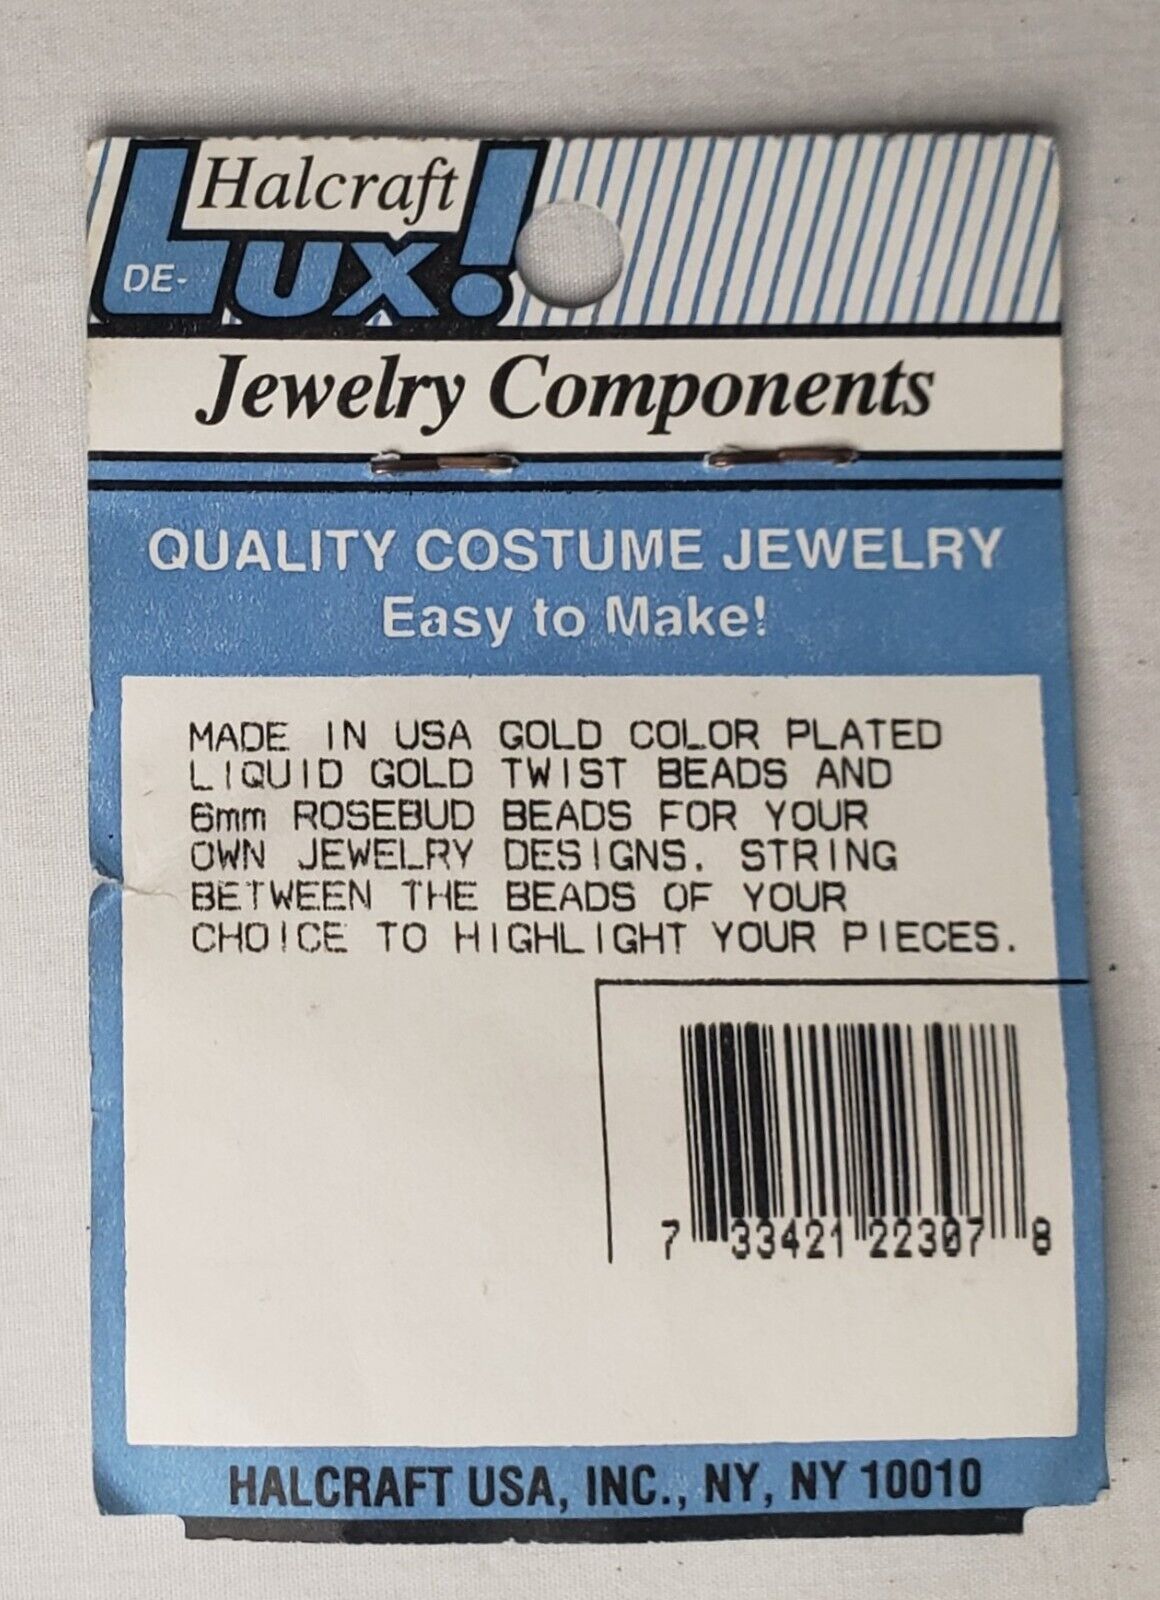 Halcraft
DE-LUX!
Jewelry Components
QUALITY COSTUME JEWELRY
Easy to Make!
MADE IN USA GOLD COLOR PLATED
LIQUID GOLD TWIST BEADS AND
6mm ROSEBUD BEADS FOR YOUR
OWN JEWELRY DESIGNS. STRING
BETWEEN THE BEADS OF YOUR
CHOICE TO HIGHLIGHT YOUR PIECES.
7 33421 22307 8
HALCRAFT USA, INC., NY, NY 10010